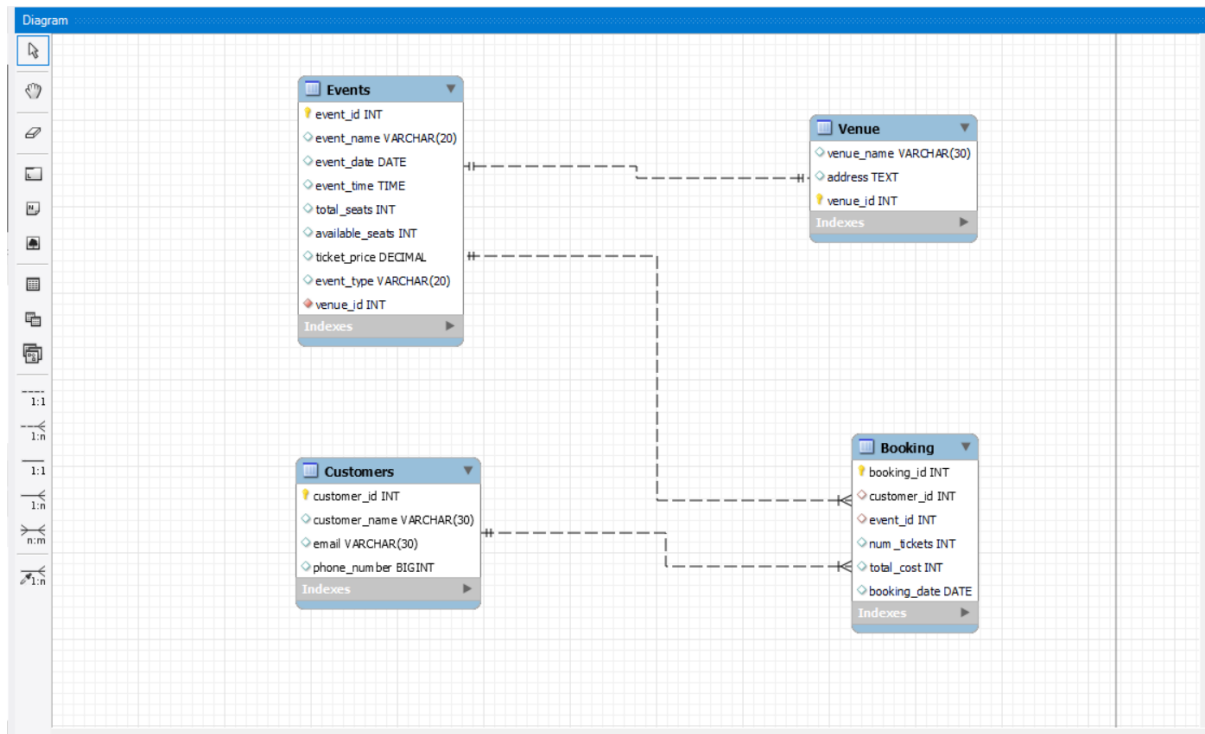 Diagram
Events
event_id INT
event_name VARCHAR(20)
event_date DATE
event_time TIME
total_seats INT
available_seats INT
ticket_price DECIMAL
event_type VARCHAR(20)
venue_id INT
Indexes
Venue
venue_name VARCHAR(30)
address TEXT
venue_id INT
Indexes
Customers
customer_id INT
customer_name VARCHAR(30)
email VARCHAR(30)
phone_number BIGINT
Indexes
Booking
booking_id INT
customer_id INT
event_id INT
num_tickets INT
total_cost INT
booking_date DATE
Indexes
1:1
1:n
1:1
1:n
n:m
1:n